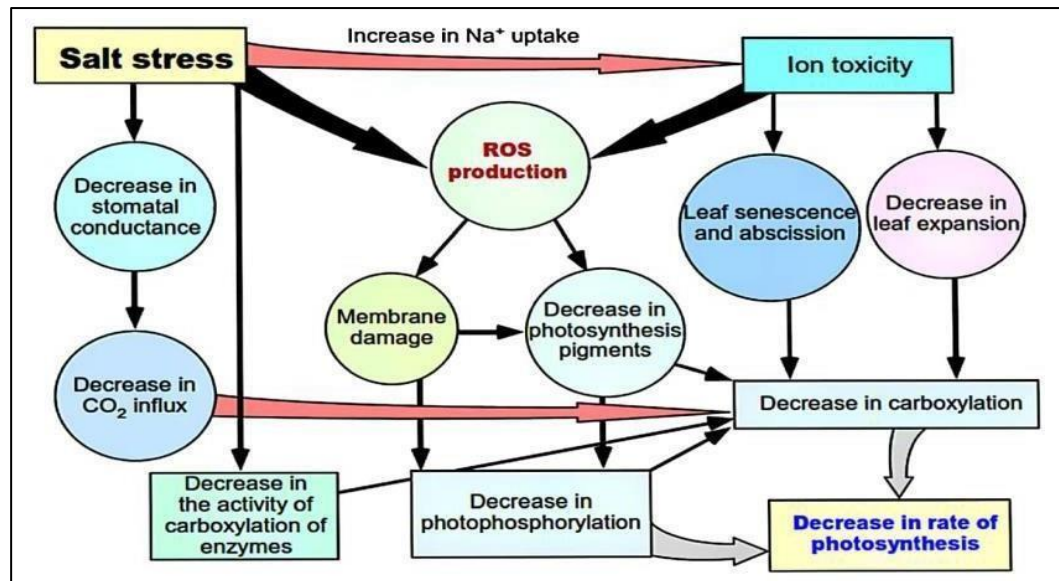 Increase in Na⁺ uptake
Salt stress
Ion toxicity
ROS
production
Decrease in
stomatal
conductance
Leaf senescence
and abscission
Decrease in
leaf expansion
Membrane
damage
Decrease in
photosynthesis
pigments
Decrease in
CO₂ influx
Decrease in carboxylation
Decrease in
the activity of
carboxylation of
enzymes
Decrease in
photophosphorylation
Decrease in rate of
photosynthesis